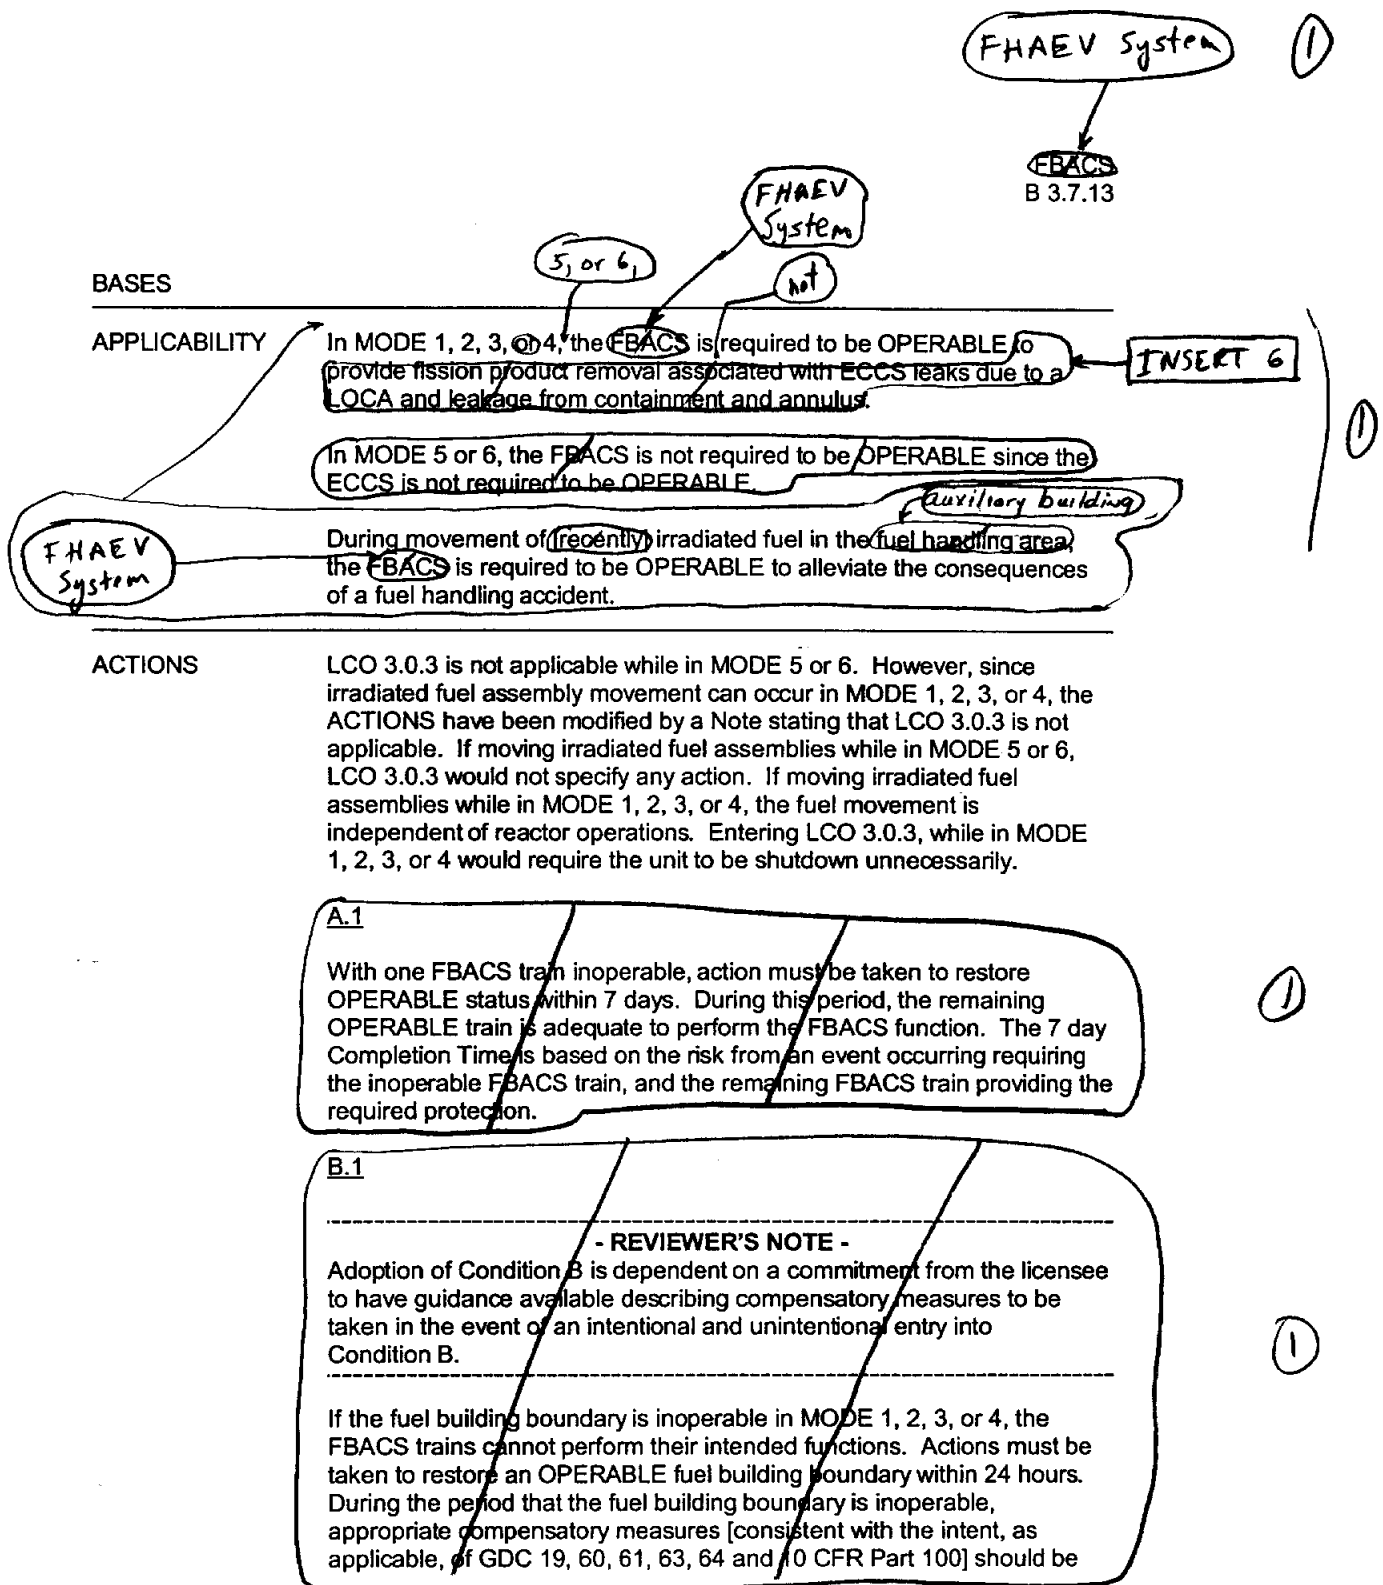 FHAEV System
1
FBACS
B 3.7.13
FHAEV
System
5, or 6,
not
BASES
APPLICABILITY In MODE 1, 2, 3, or 4, the FBACS is required to be OPERABLE to
INSERT 6
provide fission product removal associated with ECCS leaks due to a
LOCA and leakage from containment and annulus.
1
In MODE 5 or 6, the FBACS is not required to be OPERABLE since the
ECCS is not required to be OPERABLE.
auxiliary building
During movement of [recently] irradiated fuel in the fuel handling area,
FHAEV
System
the FBACS is required to be OPERABLE to alleviate the consequences
of a fuel handling accident.
ACTIONS LCO 3.0.3 is not applicable while in MODE 5 or 6. However, since
irradiated fuel assembly movement can occur in MODE 1, 2, 3, or 4, the
ACTIONS have been modified by a Note stating that LCO 3.0.3 is not
applicable. If moving irradiated fuel assemblies while in MODE 5 or 6,
LCO 3.0.3 would not specify any action. If moving irradiated fuel
assemblies while in MODE 1, 2, 3, or 4, the fuel movement is
independent of reactor operations. Entering LCO 3.0.3, while in MODE
1, 2, 3, or 4 would require the unit to be shutdown unnecessarily.
A.1
With one FBACS train inoperable, action must be taken to restore
OPERABLE status within 7 days. During this period, the remaining
1
OPERABLE train is adequate to perform the FBACS function. The 7 day
Completion Time is based on the risk from an event occurring requiring
the inoperable FBACS train, and the remaining FBACS train providing the
required protection.
B.1
- REVIEWER'S NOTE -
Adoption of Condition B is dependent on a commitment from the licensee
to have guidance available describing compensatory measures to be
taken in the event of an intentional and unintentional entry into
Condition B.
1
If the fuel building boundary is inoperable in MODE 1, 2, 3, or 4, the
FBACS trains cannot perform their intended functions. Actions must be
taken to restore an OPERABLE fuel building boundary within 24 hours.
During the period that the fuel building boundary is inoperable,
appropriate compensatory measures [consistent with the intent, as
applicable, of GDC 19, 60, 61, 63, 64 and 10 CFR Part 100] should be